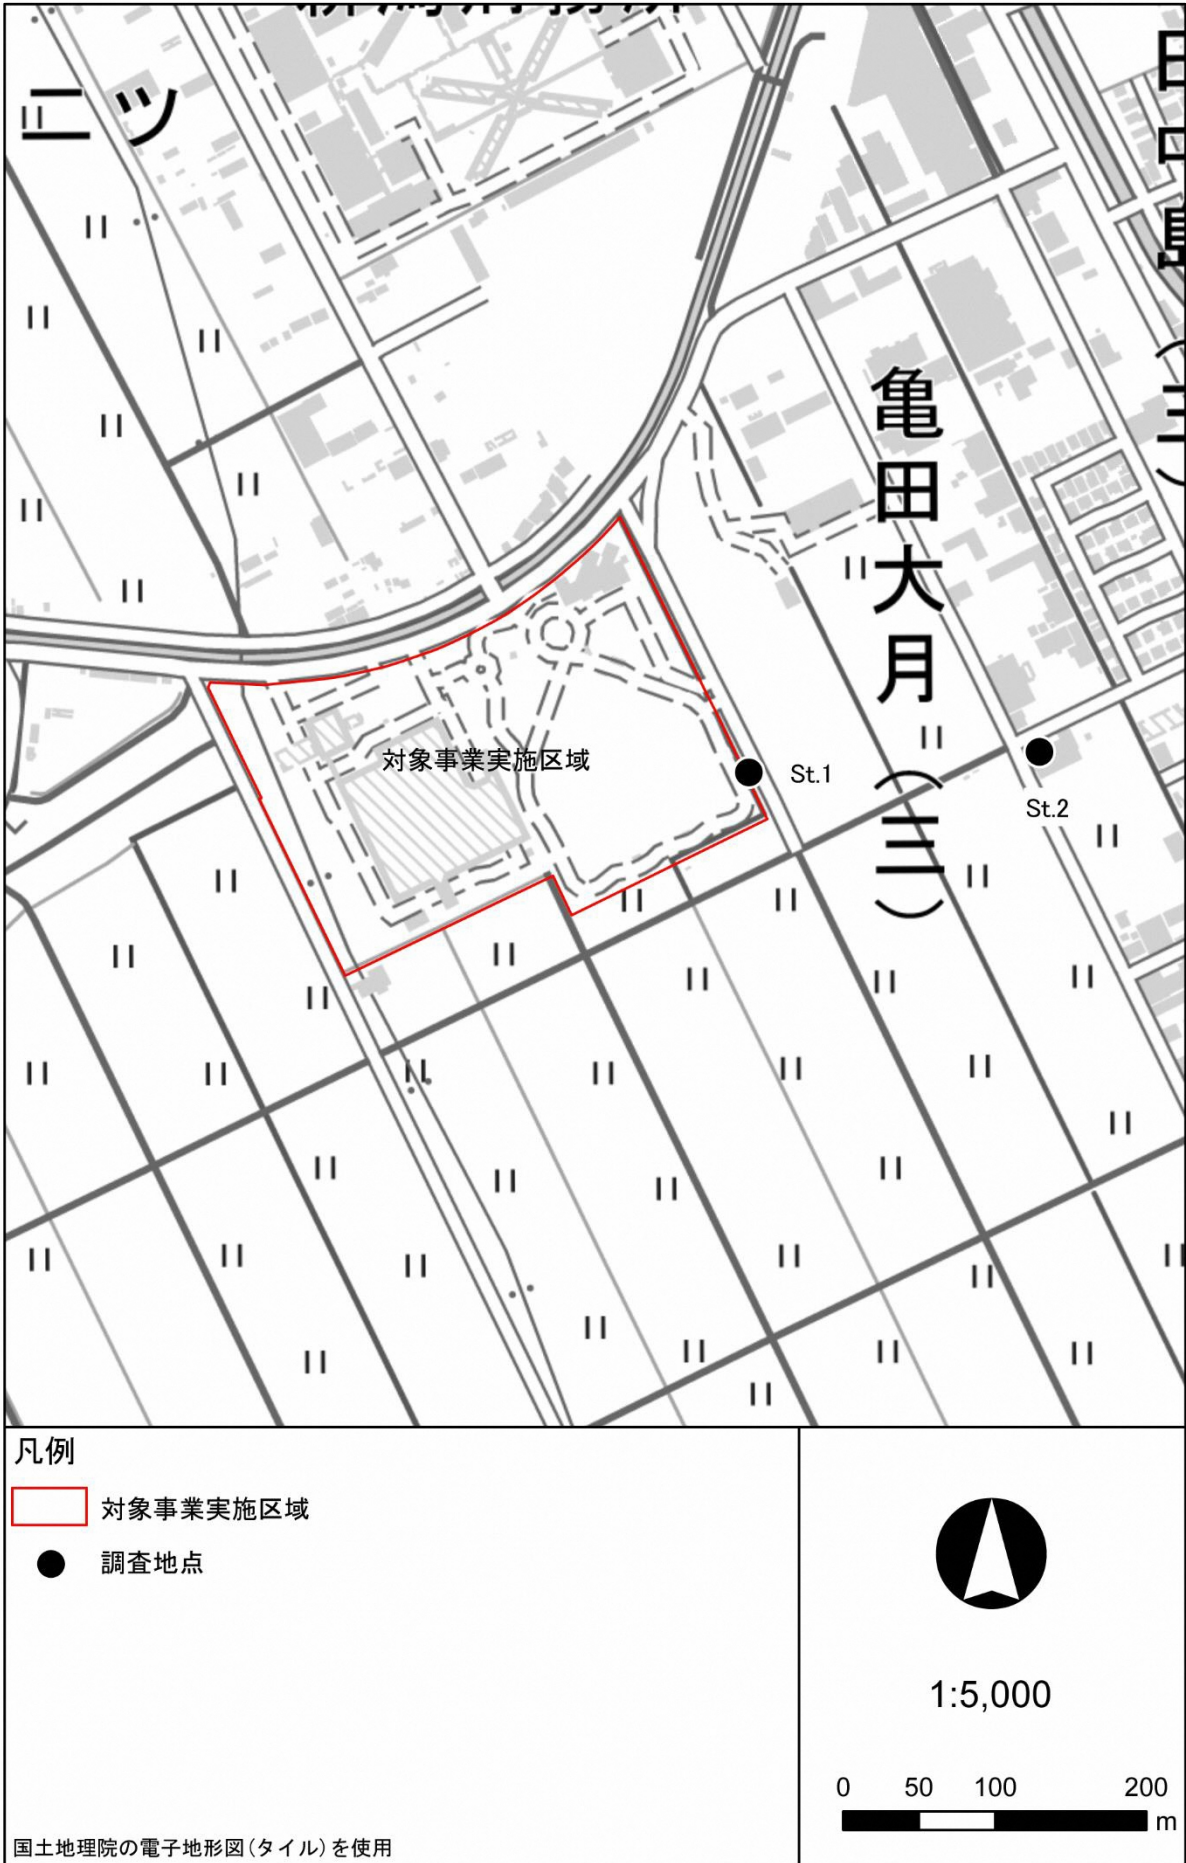 二ツ
亀田大月(三)
対象事業実施区域
St.1
St.2
凡例
対象事業実施区域
調査地点
1:5,000
0 50 100 200
m
国土地理院の電子地形図(タイル)を使用